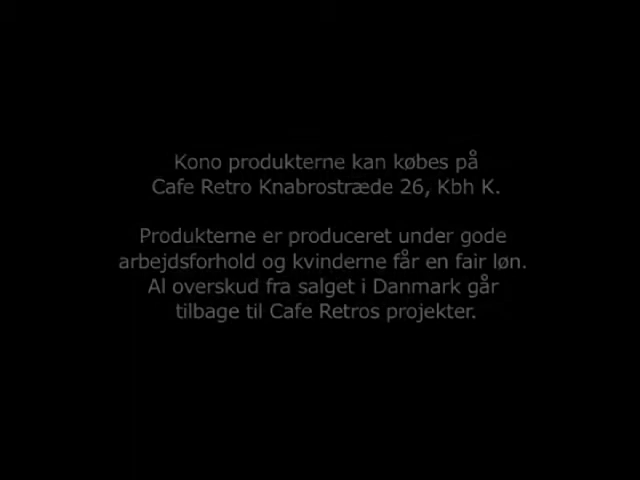 Kono produkterne kan købes på
Cafe Retro Knabrostræde 26, Kbh K.
Produkterne er produceret under gode
arbejdsforhold og kvinderne får en fair løn.
Al overskud fra salget i Danmark går
tilbage til Cafe Retros projekter.